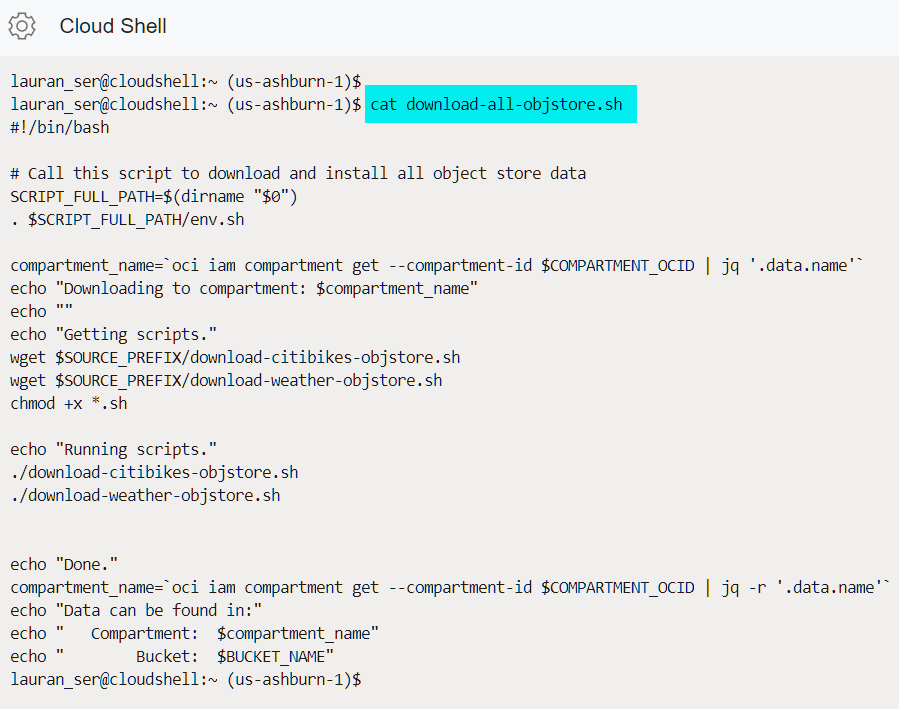 Cloud Shell
lauran_ser@cloudshell:~ (us-ashburn-1)$
lauran_ser@cloudshell:~ (us-ashburn-1)$ cat download-all-objstore.sh
#!/bin/bash
# Call this script to download and install all object store data
SCRIPT_FULL_PATH=$(dirname "$0")
. $SCRIPT_FULL_PATH/env.sh
compartment_name=`oci iam compartment get --compartment-id $COMPARTMENT_OCID | jq '.data.name'`
echo "Downloading to compartment: $compartment_name"
echo ""
echo "Getting scripts."
wget $SOURCE_PREFIX/download-citibikes-objstore.sh
wget $SOURCE_PREFIX/download-weather-objstore.sh
chmod +x *.sh
echo "Running scripts."
./download-citibikes-objstore.sh
./download-weather-objstore.sh
echo "Done."
compartment_name=`oci iam compartment get --compartment-id $COMPARTMENT_OCID | jq -r '.data.name'`
echo "Data can be found in:"
echo "   Compartment:  $compartment_name"
echo "        Bucket:  $BUCKET_NAME"
lauran_ser@cloudshell:~ (us-ashburn-1)$